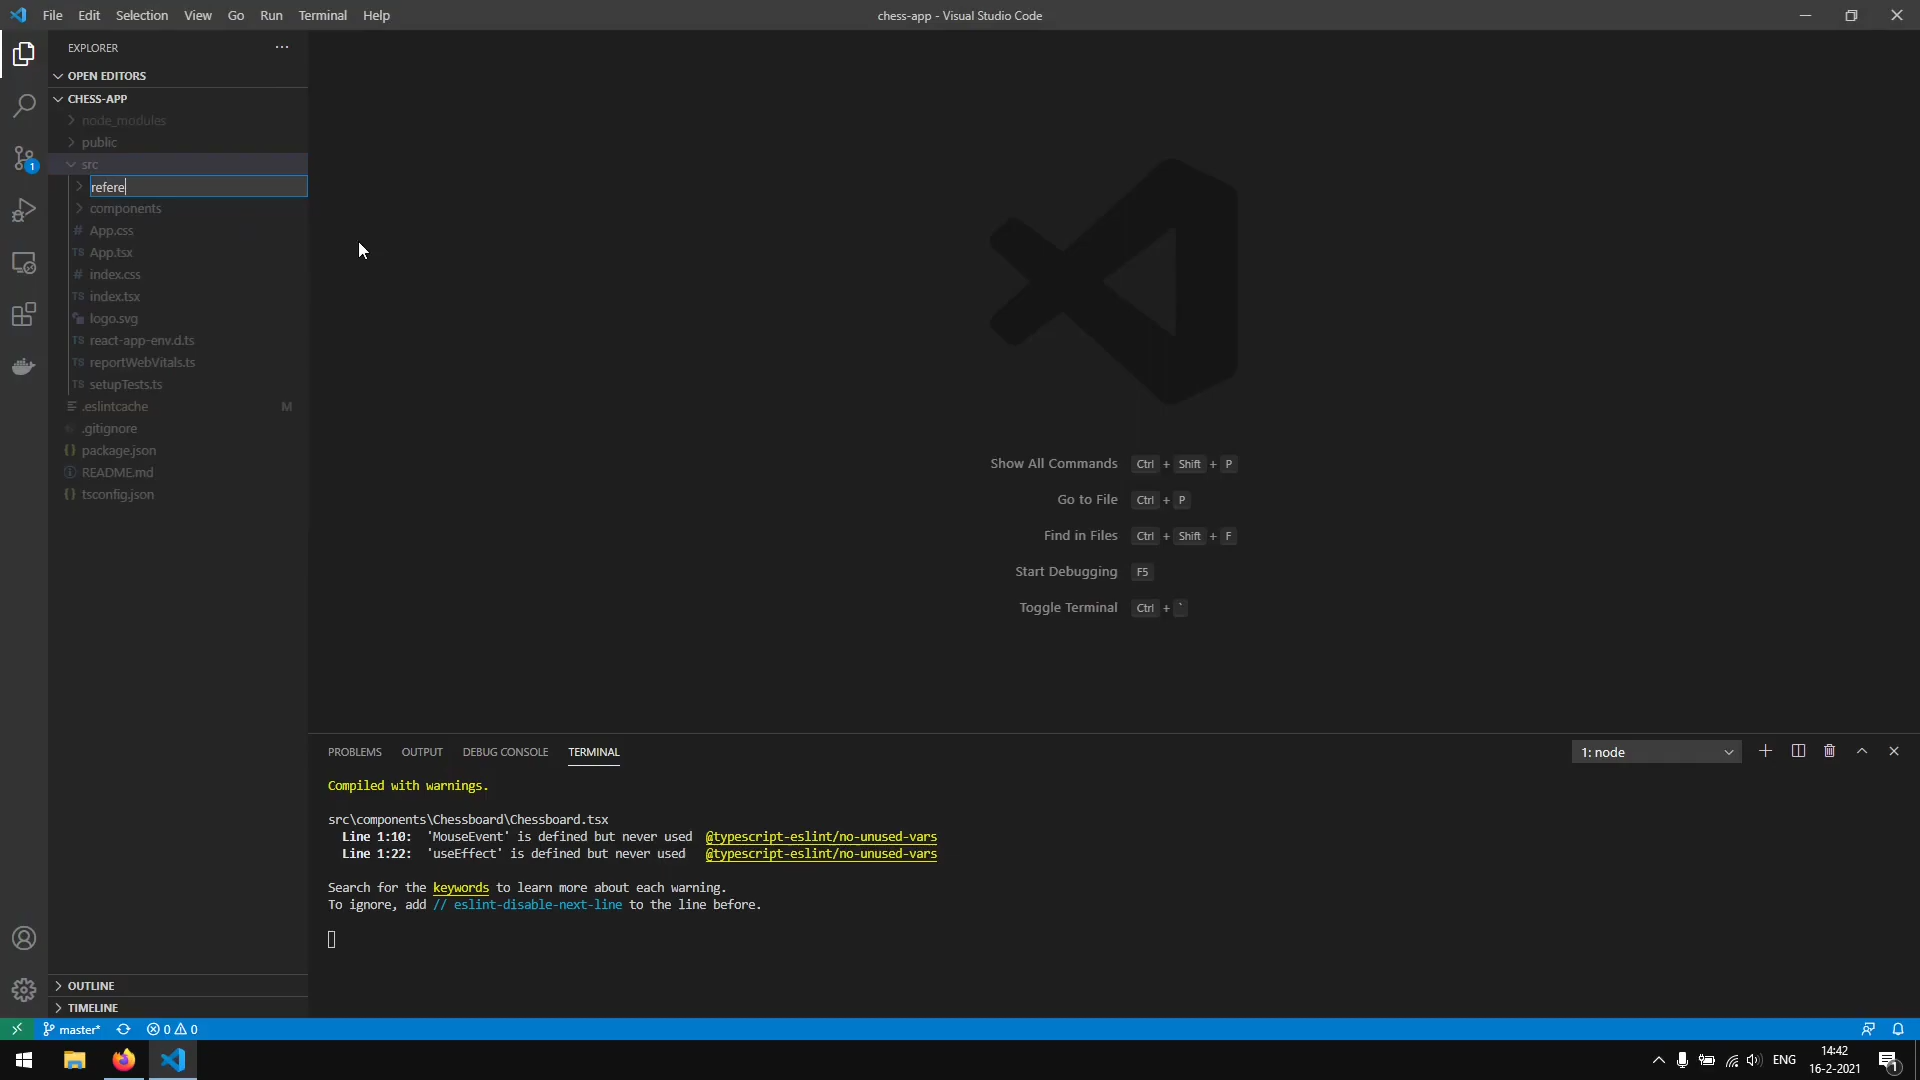 File Edit Selection View Go Run Terminal Help
chess-app - Visual Studio Code
EXPLORER
OPEN EDITORS
CHESS-APP
node_modules
public
src
refere
components
# App.css
TS App.tsx
# index.css
TS index.tsx
logo.svg
TS react-app-env.d.ts
TS reportWebVitals.ts
TS setupTests.ts
.eslintcache M
.gitignore
{} package.json
README.md
{} tsconfig.json
OUTLINE
TIMELINE
1
Show All Commands Ctrl + Shift + P
Go to File Ctrl + P
Find in Files Ctrl + Shift + F
Start Debugging F5
Toggle Terminal Ctrl + `
PROBLEMS OUTPUT DEBUG CONSOLE TERMINAL
1: node
Compiled with warnings.
src\components\Chessboard\Chessboard.tsx
Line 1:10: 'MouseEvent' is defined but never used @typescript-eslint/no-unused-vars
Line 1:22: 'useEffect' is defined but never used @typescript-eslint/no-unused-vars
Search for the keywords to learn more about each warning.
To ignore, add // eslint-disable-next-line to the line before.
master* 0 0
ENG
14:42
16-2-2021
1